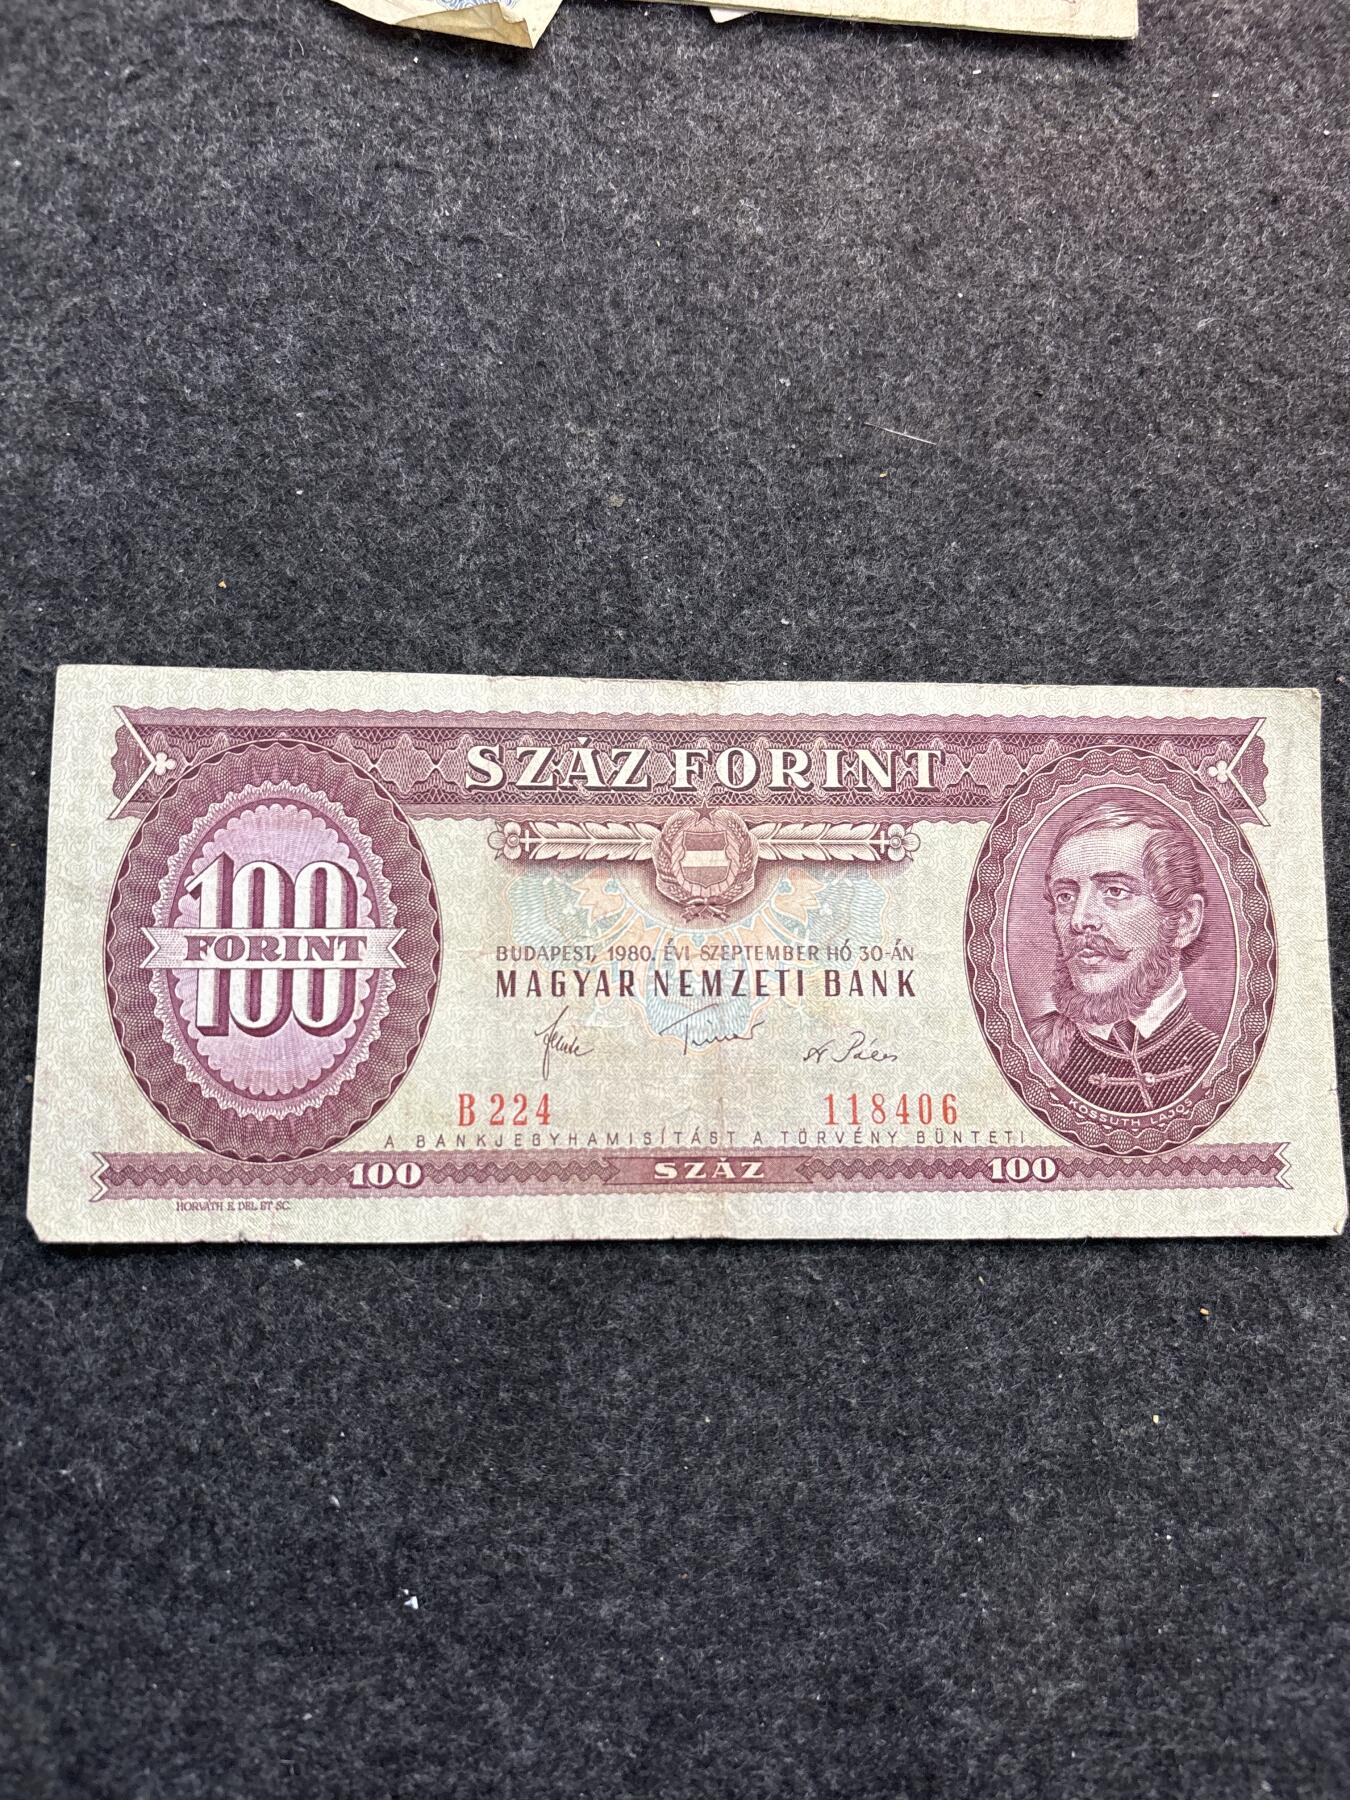 SZÁZ FORINT
100
FORINT
100
BUDAPEST, 1980. ÉVI SZEPTEMBER HÓ 30-ÁN
MAGYAR NEMZETI BANK
B 224
118406
KOSSUTH LAJOS
A BANKJEGYHAMISÍTÁST A TÖRVÉNY BÜNTETI
100
SZÁZ
100
HORVÁTH E. DEL. ET SC.